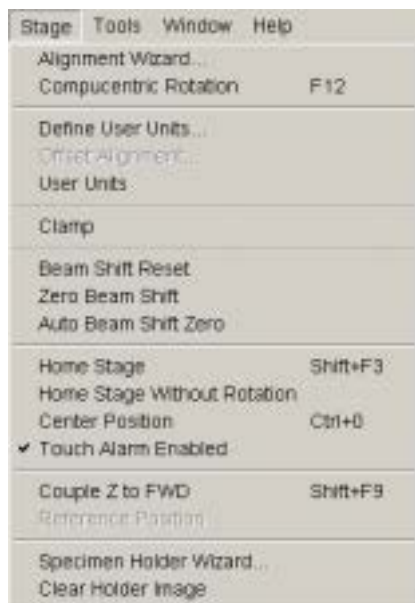 Stage Tools Window Help
Alignment Wizard...
Compucentric Rotation F12
Define User Units...
Offset Alignment...
User Units
Clamp
Beam Shift Reset
Zero Beam Shift
Auto Beam Shift Zero
Home Stage Shift+F3
Home Stage Without Rotation
Center Position Ctrl+0
Touch Alarm Enabled
Couple Z to FWD Shift+F9
Reference Position...
Specimen Holder Wizard...
Clear Holder Image